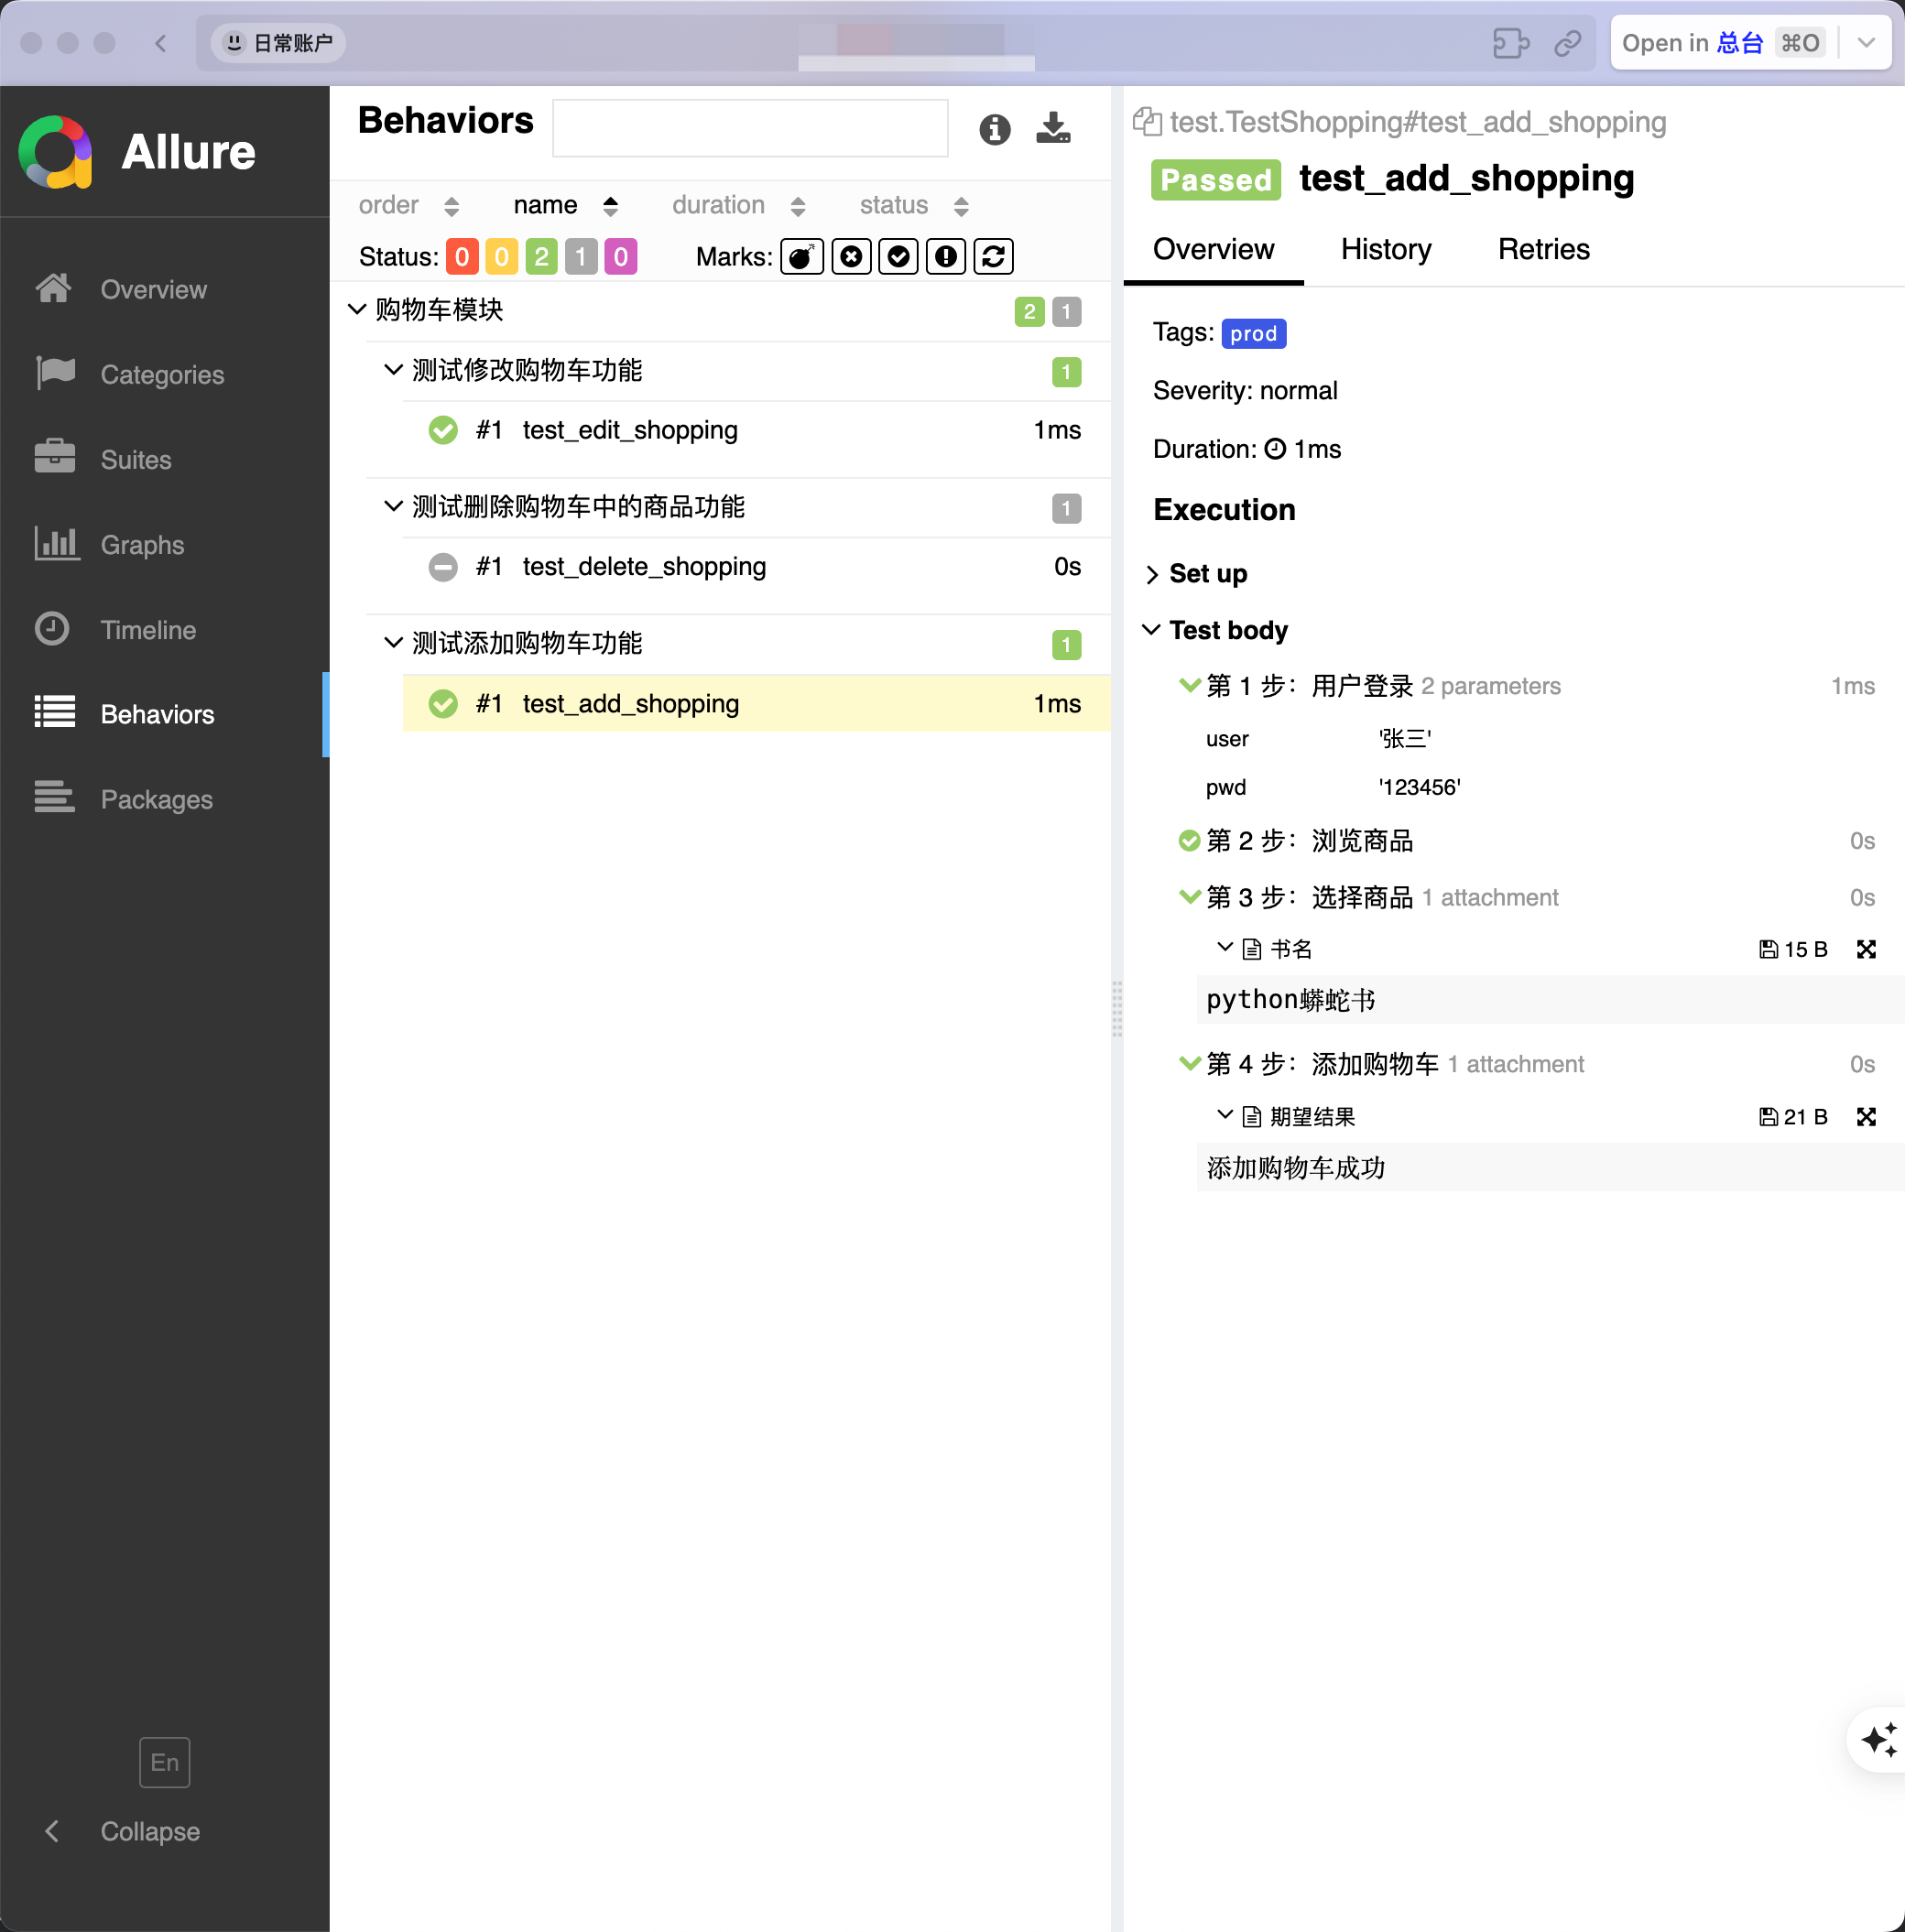 日常账户
Open in 总台 ⌘O
Allure
Overview
Categories
Suites
Graphs
Timeline
Behaviors
Packages
En
Collapse
Behaviors
order name duration status
Status: 0 0 2 1 0 Marks:
购物车模块 2 1
测试修改购物车功能 1
#1 test_edit_shopping 1ms
测试删除购物车中的商品功能 1
#1 test_delete_shopping 0s
测试添加购物车功能 1
#1 test_add_shopping 1ms
test.TestShopping#test_add_shopping
Passed test_add_shopping
Overview History Retries
Tags: prod
Severity: normal
Duration: 1ms
Execution
Set up
Test body
第 1 步：用户登录 2 parameters 1ms
user '张三'
pwd '123456'
第 2 步：浏览商品 0s
第 3 步：选择商品 1 attachment 0s
书名 15 B
python蟒蛇书
第 4 步：添加购物车 1 attachment 0s
期望结果 21 B
添加购物车成功